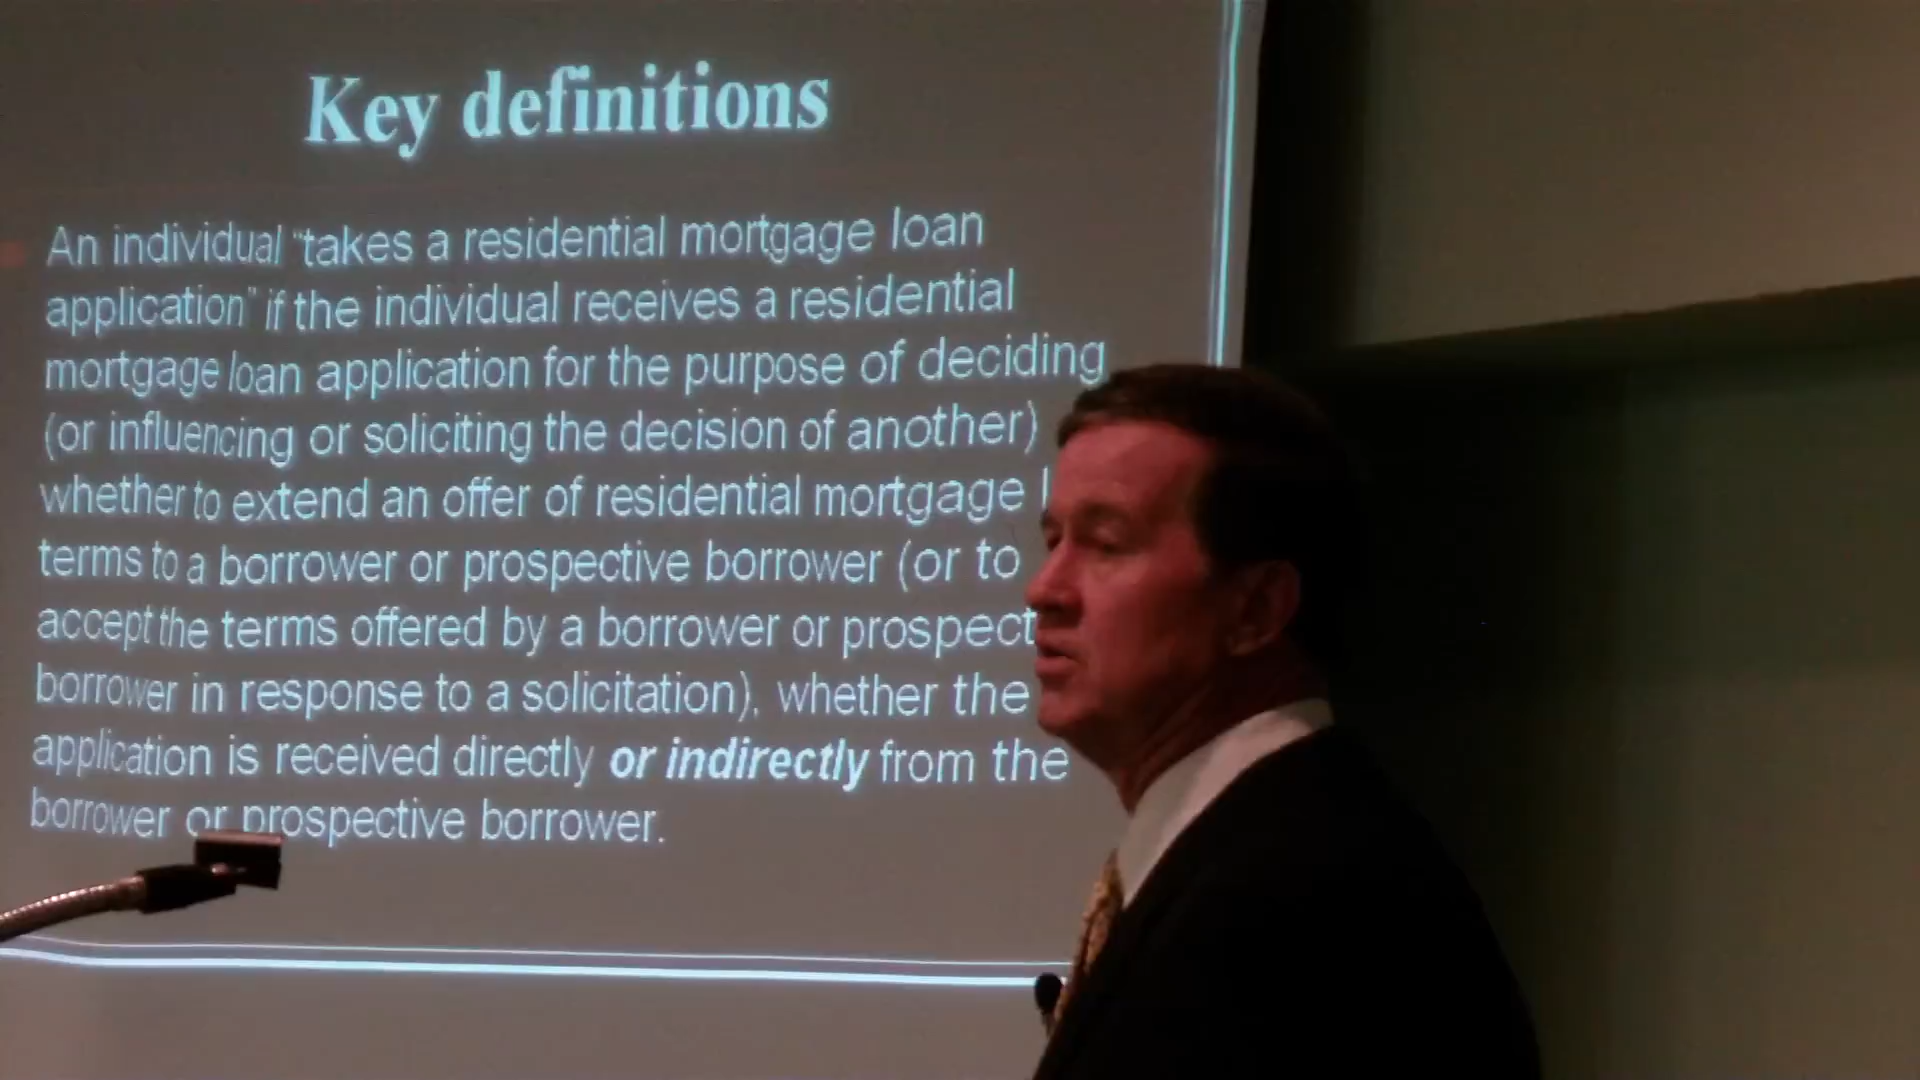 Key definitions
An individual "takes a residential mortgage loan
application" if the individual receives a residential
mortgage loan application for the purpose of deciding
(or influencing or soliciting the decision of another)
whether to extend an offer of residential mortgage
terms to a borrower or prospective borrower (or to
accept the terms offered by a borrower or prospect
borrower in response to a solicitation), whether the
application is received directly or indirectly from the
borrower or prospective borrower.